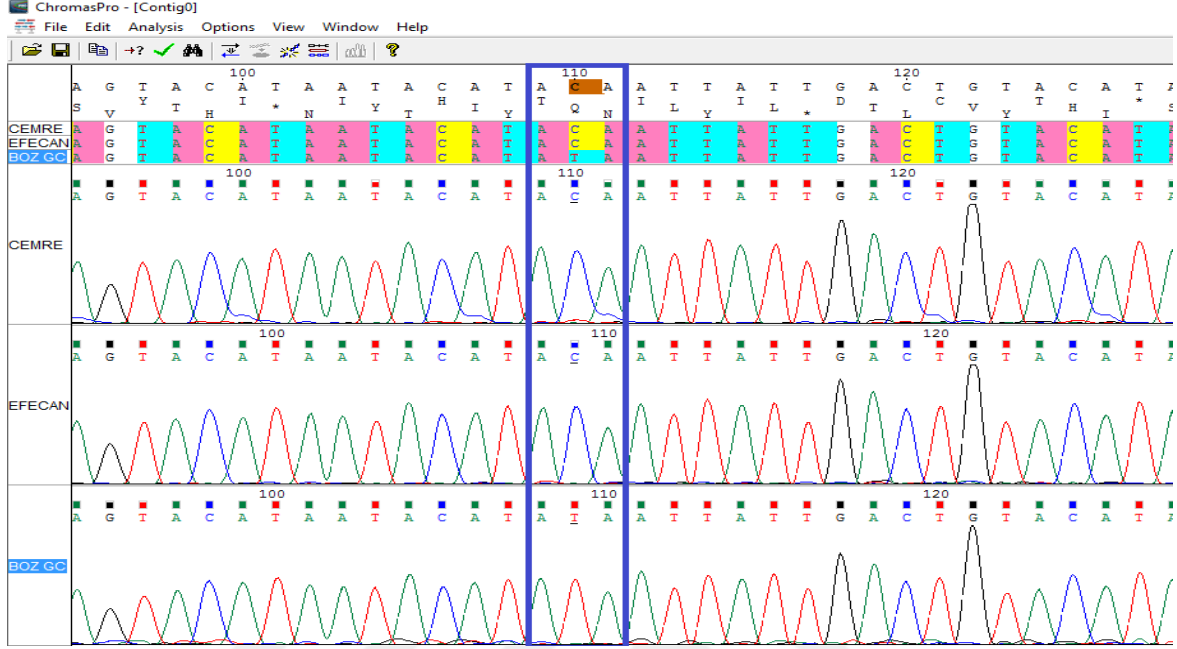 ChromasPro - [Contig0]
File Edit Analysis Options View Window Help
100 110 120
A G T A C A T A A T A C A T A C A A T T A T T G A C T G T A C A T A
Y I I H T I I D C T *
S T * Y I Q L L T V H S
V H N T Y N Y * L Y I
CEMRE A G T A C A T A A T A C A T A C A A T T A T T G A C T G T A C A T A
EFECAN A G T A C A T A A T A C A T A C A A T T A T T G A C T G T A C A T A
BOZ GC A G T A C A T A A T A C A T A T A A T T A T T G A C T G T A C A T A
100 110 120
A G T A C A T A A T A C A T A C A A T T A T T G A C T G T A C A T A
CEMRE
100 110 120
A G T A C A T A A T A C A T A C A A T T A T T G A C T G T A C A T A
EFECAN
100 110 120
A G T A C A T A A T A C A T A T A A T T A T T G A C T G T A C A T A
BOZ GC